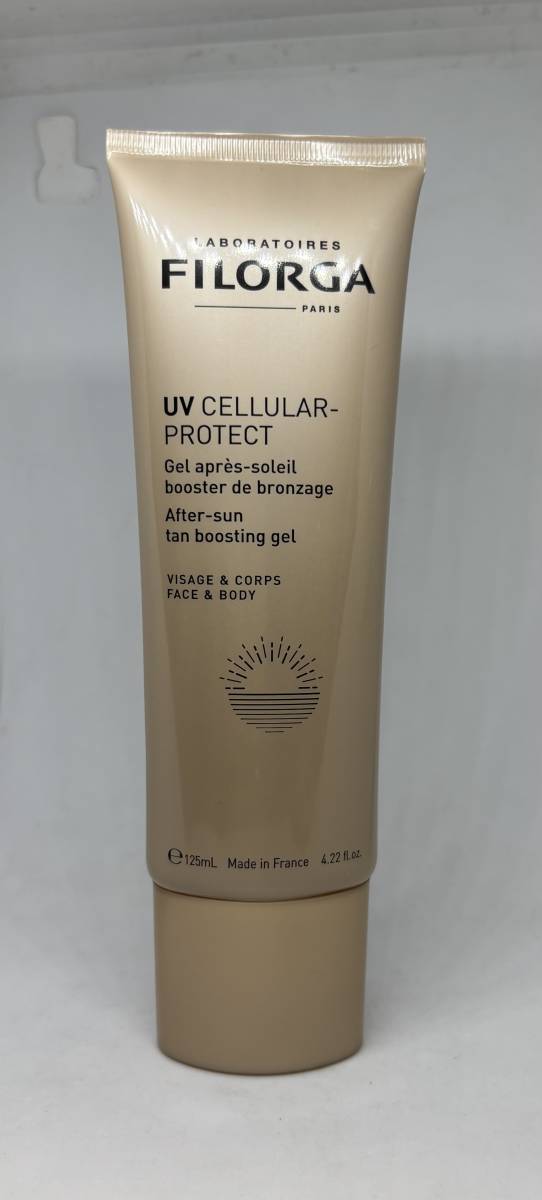 LABORATOIRES
FILORGA
PARIS
UV CELLULAR-
PROTECT
Gel après-soleil
booster de bronzage
After-sun
tan boosting gel
VISAGE & CORPS
FACE & BODY
℮125mL Made in France 4.22 fl.oz.